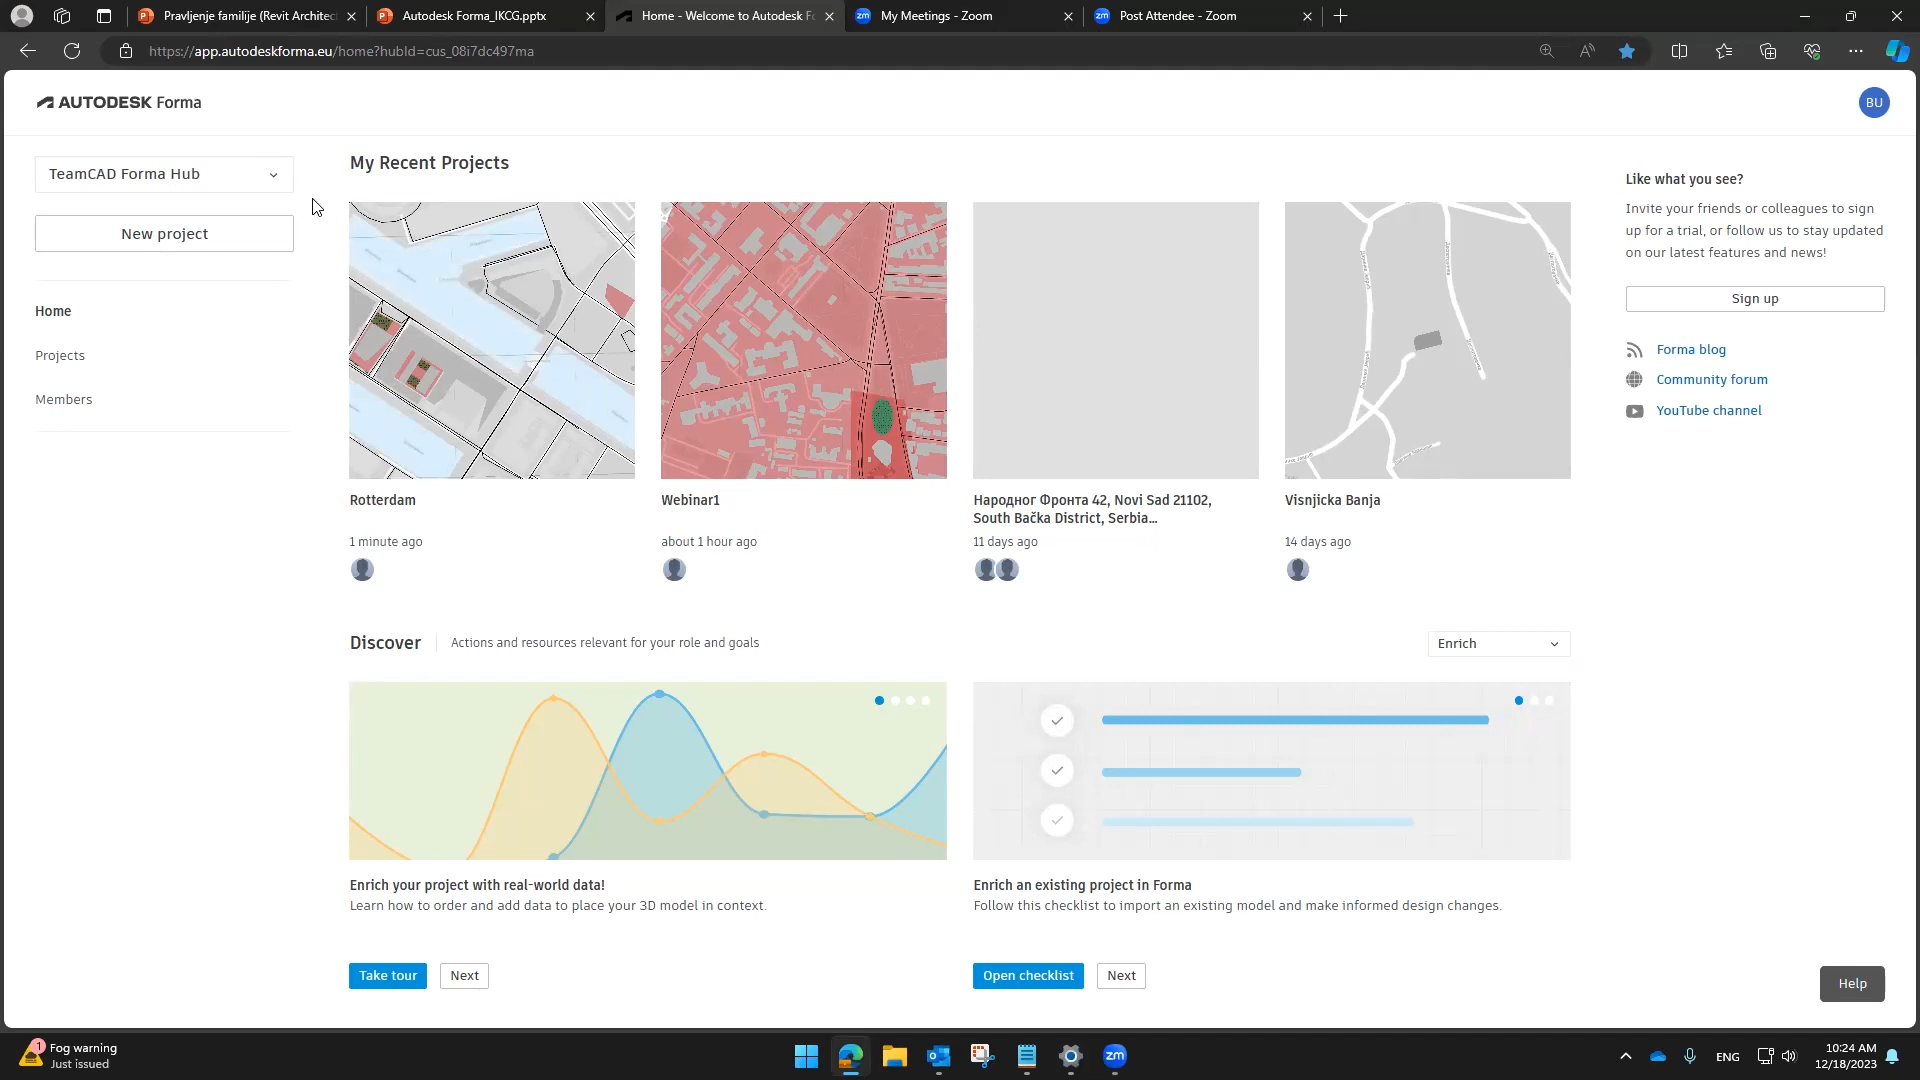 Pravljenje familije (Revit Architec
Autodesk Forma_IKCG.pptx
Home - Welcome to Autodesk Fo
My Meetings - Zoom
Post Attendee - Zoom
https://app.autodeskforma.eu/home?hubId=cus_08i7dc497ma
AUTODESK Forma
BU
TeamCAD Forma Hub
New project
Home
Projects
Members
My Recent Projects
Rotterdam
1 minute ago
Webinar1
about 1 hour ago
Народног Фронта 42, Novi Sad 21102,
South Bačka District, Serbia...
11 days ago
Visnjicka Banja
14 days ago
Like what you see?
Invite your friends or colleagues to sign
up for a trial, or follow us to stay updated
on our latest features and news!
Sign up
Forma blog
Community forum
YouTube channel
Discover
Actions and resources relevant for your role and goals
Enrich
Enrich your project with real-world data!
Learn how to order and add data to place your 3D model in context.
Take tour
Next
Enrich an existing project in Forma
Follow this checklist to import an existing model and make informed design changes.
Open checklist
Next
Help
1
Fog warning
Just issued
zm
ENG
10:24 AM
12/18/2023